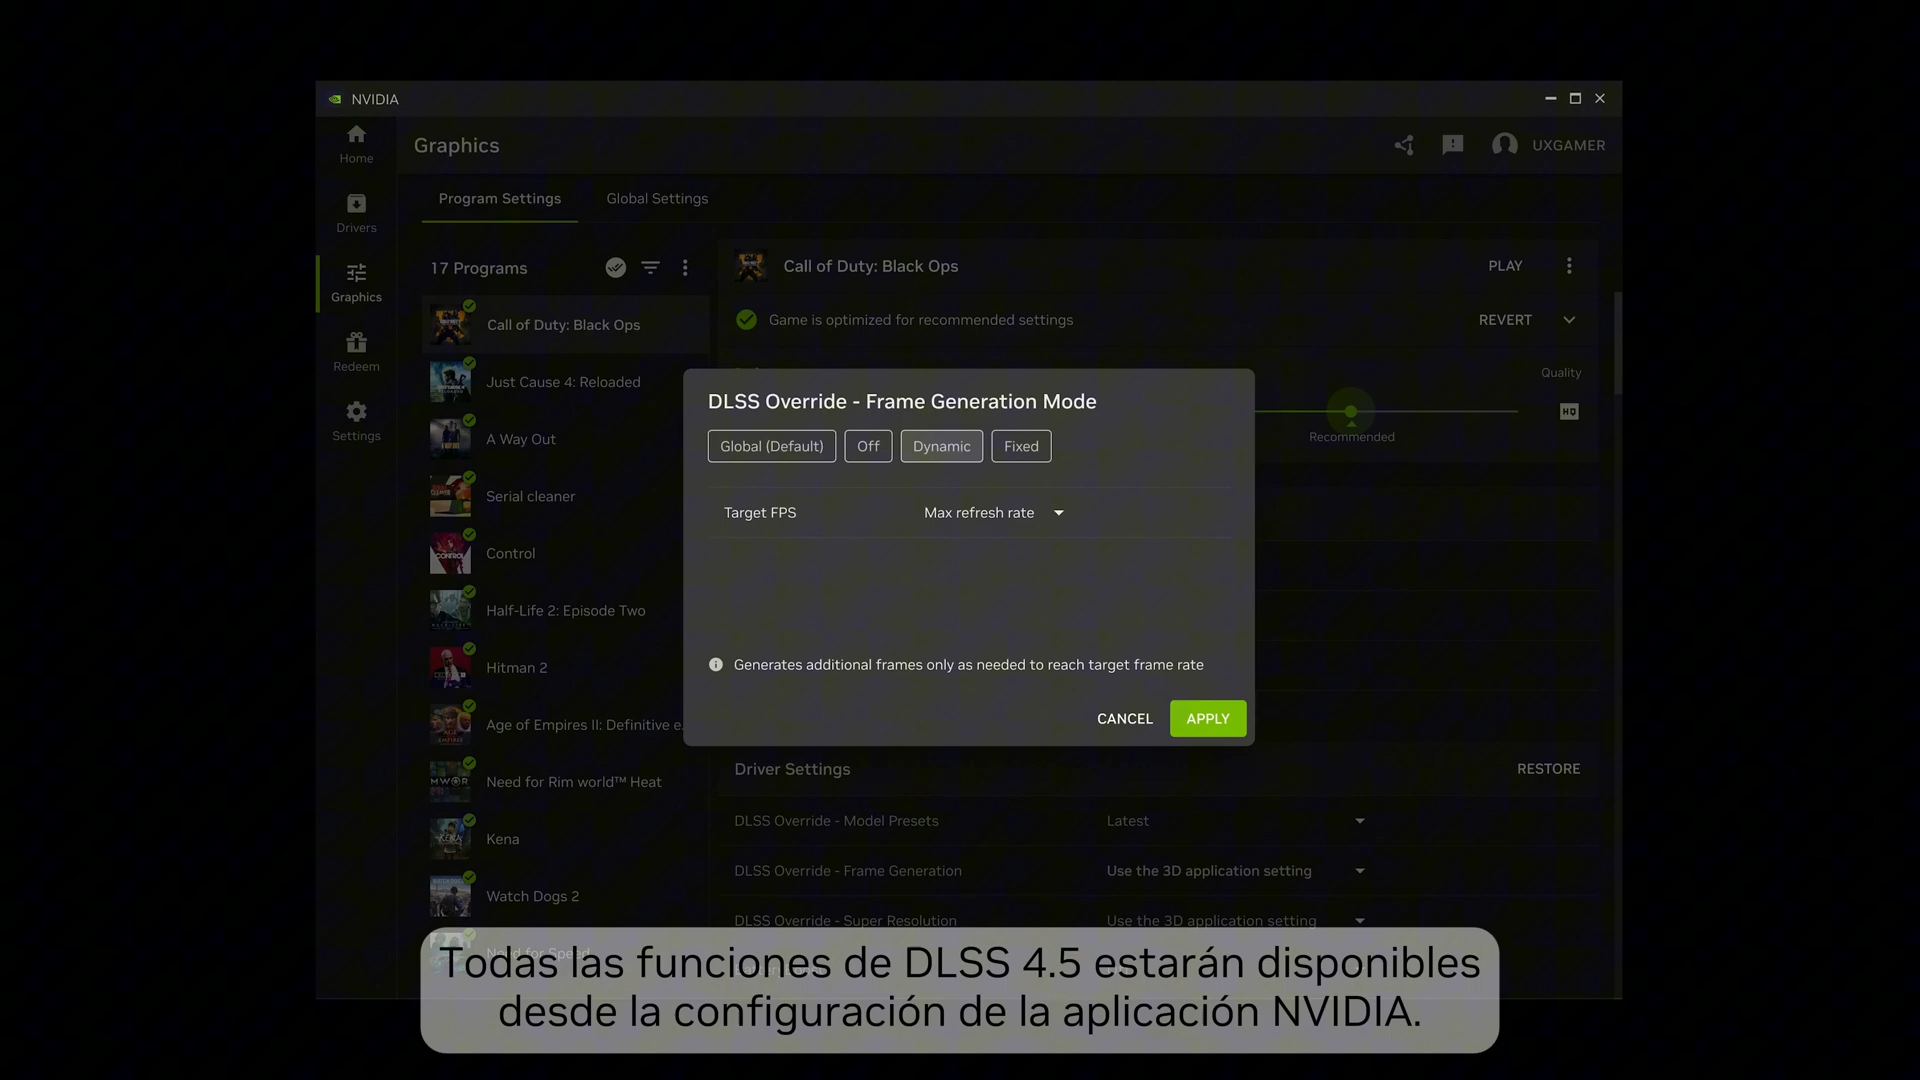 NVIDIA
Home
Drivers
Graphics
Redeem
Settings
Graphics
UXGAMER
Program Settings
Global Settings
17 Programs
Call of Duty: Black Ops
Just Cause 4: Reloaded
A Way Out
Serial cleaner
Control
Half-Life 2: Episode Two
Hitman 2
Age of Empires II: Definitive e.
Need for Rim world™ Heat
Kena
Watch Dogs 2
Need for Speed
Call of Duty: Black Ops
PLAY
Game is optimized for recommended settings
REVERT
Quality
HQ
Recommended
DLSS Override - Frame Generation Mode
Global (Default)
Off
Dynamic
Fixed
Target FPS
Max refresh rate
Generates additional frames only as needed to reach target frame rate
CANCEL
APPLY
Driver Settings
RESTORE
DLSS Override - Model Presets
Latest
DLSS Override - Frame Generation
Use the 3D application setting
DLSS Override - Super Resolution
Use the 3D application setting
Todas las funciones de DLSS 4.5 estarán disponibles
desde la configuración de la aplicación NVIDIA.